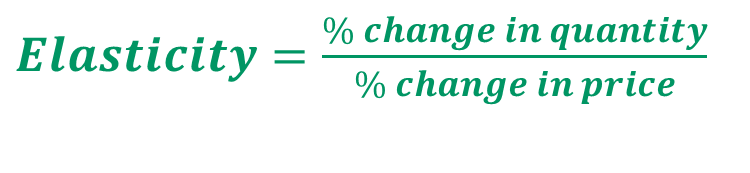 Elasticity = % change in quantity
% change in price